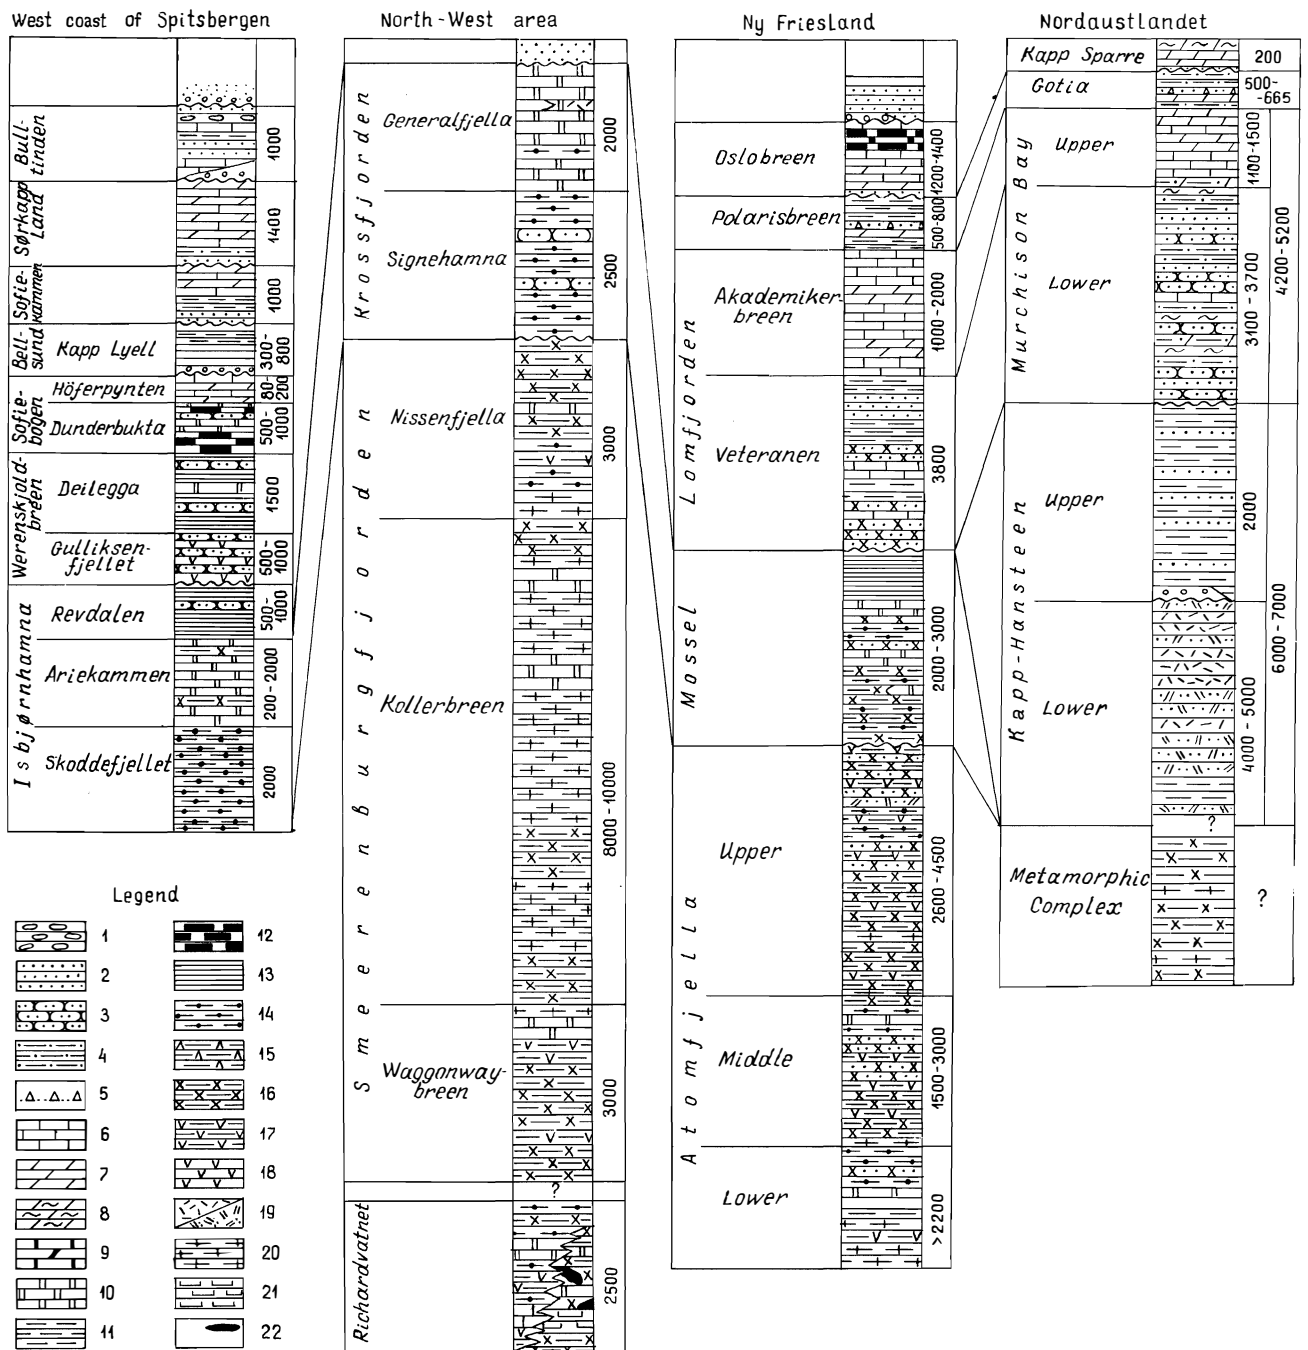 West coast of Spitsbergen
Bull-
tinden
1000
Sørkapp
Land
1400
Sofie-
kammen
1000
Bell-
sund
Kapp Lyell
300-
800
Sofie-
bogen
Höferpynten
80-
200
Dunderbukta
500-
1000
Werenskjold-
breen
Deilegga
1500
Gulliksen-
fjellet
500-
1000
Isbjørnhamna
Revdalen
500-
1000
Ariekammen
200-2000
Skoddefjellet
2000
North-West area
Krossfjorden
Generalfjella
2000
Signehamna
2500
Smeerenburgfjorden
Nissenfjella
3000
Kollerbreen
8000-10000
Waggonway-
breen
3000
?
Richardvatnet
2500
Ny Friesland
Oslobreen
1200-1400
Polarisbreen
500-800
Lomfjorden
Akademiker-
breen
1000-2000
Veteranen
3800
Mossel
2000-3000
Atomfjella
Upper
2600-4500
Middle
1500-3000
Lower
>2200
Nordaustlandet
Kapp Sparre
200
Gotia
500-
-665
Murchison Bay
Upper
1100-1500
Lower
3100-3700
4200-5200
Kapp-Hansteen
Upper
2000
Lower
4000-5000
6000-7000
?
Metamorphic
Complex
?
Legend
1
2
3
4
5
6
7
8
9
10
11
12
13
14
15
16
17
18
19
20
21
22